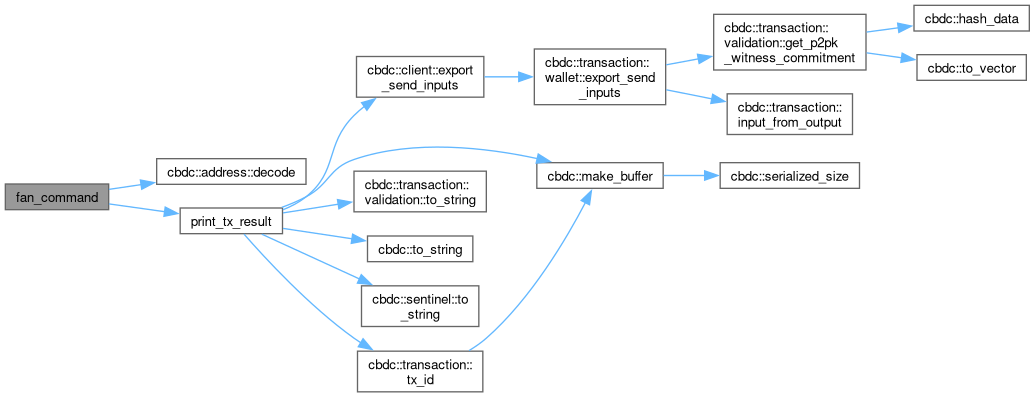 fan_command
cbdc::address::decode
print_tx_result
cbdc::client::export
_send_inputs
cbdc::transaction::
validation::to_string
cbdc::to_string
cbdc::sentinel::to
_string
cbdc::transaction::
tx_id
cbdc::transaction::
wallet::export_send
_inputs
cbdc::make_buffer
cbdc::transaction::
validation::get_p2pk
_witness_commitment
cbdc::transaction::
input_from_output
cbdc::serialized_size
cbdc::hash_data
cbdc::to_vector